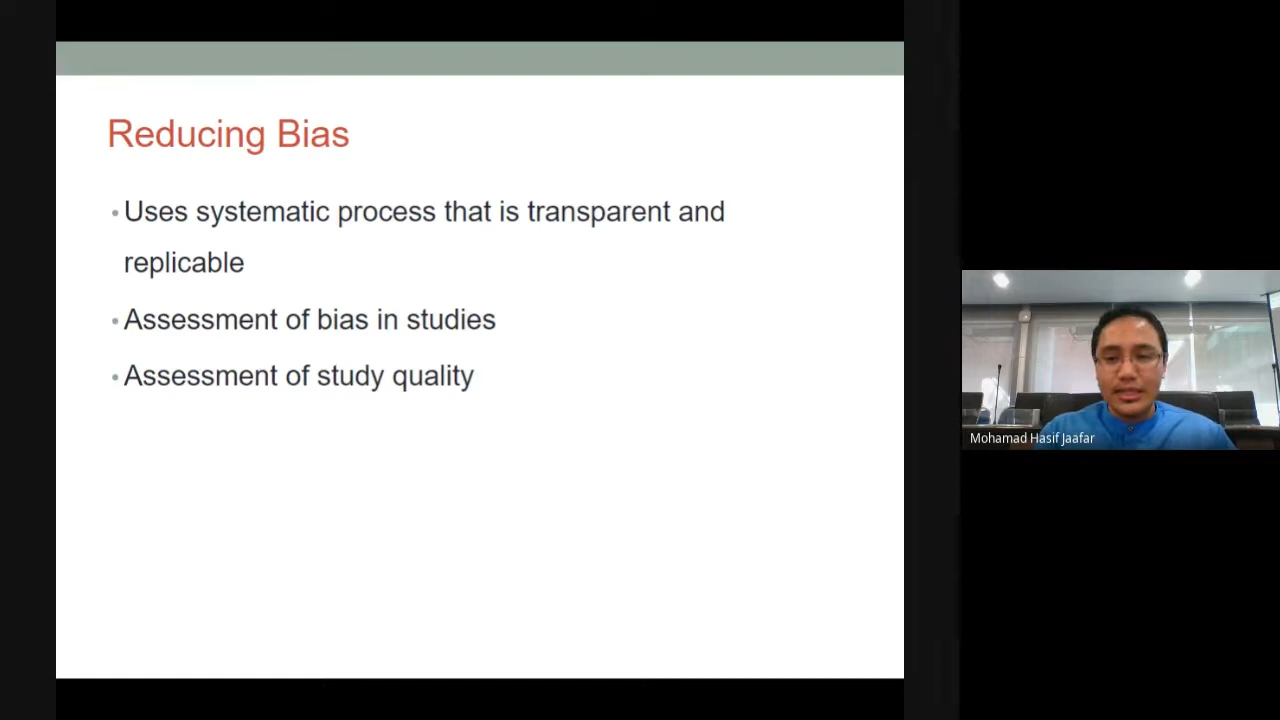 Reducing Bias
• Uses systematic process that is transparent and
replicable
• Assessment of bias in studies
• Assessment of study quality
Mohamad Hasif Jaafar